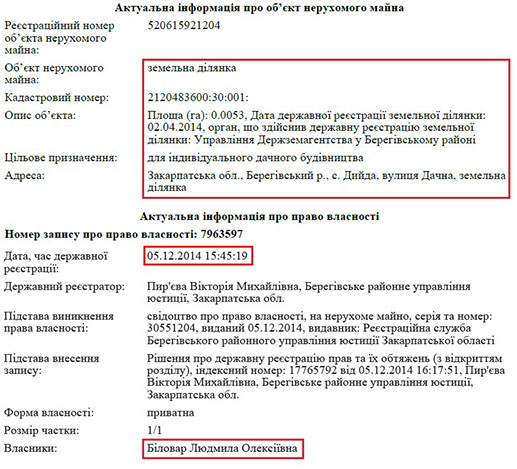 Актуальна інформація про об’єкт нерухомого майна
Реєстраційний номер 520615921204
об’єкта нерухомого
майна:
Об’єкт нерухомого земельна ділянка
майна:
Кадастровий номер: 2120483600:30:001:
Опис об’єкта: Площа (га): 0.0053, Дата державної реєстрації земельної ділянки:
02.04.2014, орган, що здійснив державну реєстрацію земельної
ділянки: Управління Держземагентства у Берегівському районі
Цільове призначення: для індивідуального дачного будівництва
Адреса: Закарпатська обл., Берегівський р., с. Дийда, вулиця Дачна, земельна
ділянка
Актуальна інформація про право власності
Номер запису про право власності: 7963597
Дата, час державної 05.12.2014 15:45:19
реєстрації:
Державний реєстратор: Пир'єва Вікторія Михайлівна, Берегівське районне управління
юстиції, Закарпатська обл.
Підстава виникнення свідоцтво про право власності, на нерухоме майно, серія та номер:
права власності: 30551204, виданий 05.12.2014, видавник: Реєстраційна служба
Берегівського районного управління юстиції Закарпатської області
Підстава внесення Рішення про державну реєстрацію прав та їх обтяжень (з відкриттям
запису: розділу), індексний номер: 17765792 від 05.12.2014 16:17:51, Пир'єва
Вікторія Михайлівна, Берегівське районне управління юстиції,
Закарпатська обл.
Форма власності: приватна
Розмір частки: 1/1
Власники: Біловар Людмила Олексіївна